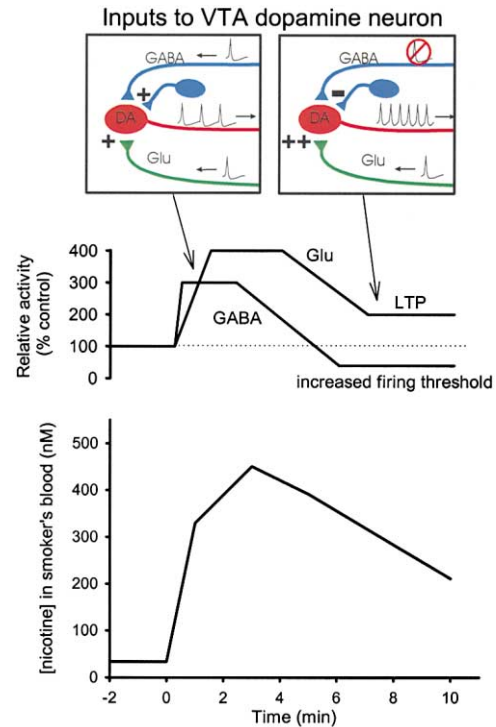 Inputs to VTA dopamine neuron
GABA
+
DA
+
Glu
GABA
-
DA
++
Glu
Relative activity
(% control)
400
300
200
100
0
Glu
GABA
LTP
increased firing threshold
[nicotine] in smoker's blood (nM)
500
400
300
200
100
0
-2 0 2 4 6 8 10
Time (min)